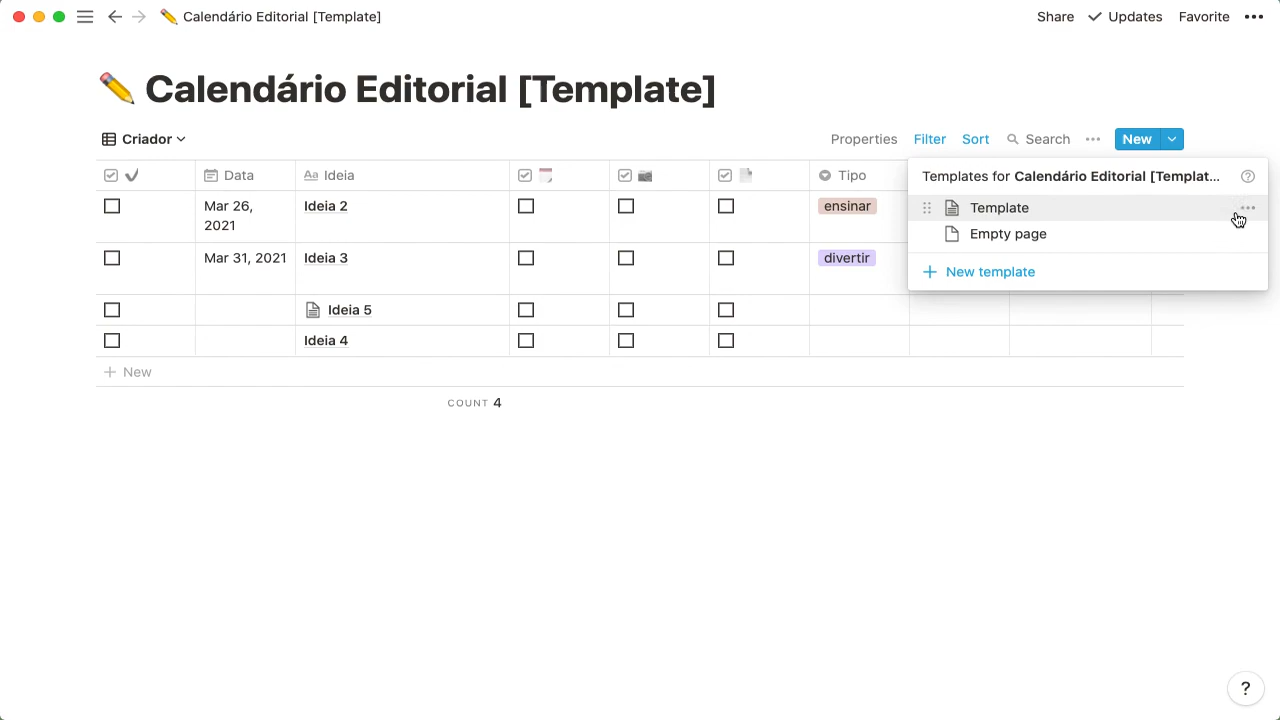 Calendário Editorial [Template]
Share Updates Favorite
Calendário Editorial [Template]
Criador Properties Filter Sort Search New
Data Ideia Tipo
Templates for Calendário Editorial [Templat...
Mar 26, 2021 Ideia 2 ensinar
Template
Empty page
Mar 31, 2021 Ideia 3 divertir
New template
Ideia 5
Ideia 4
New
COUNT 4
?